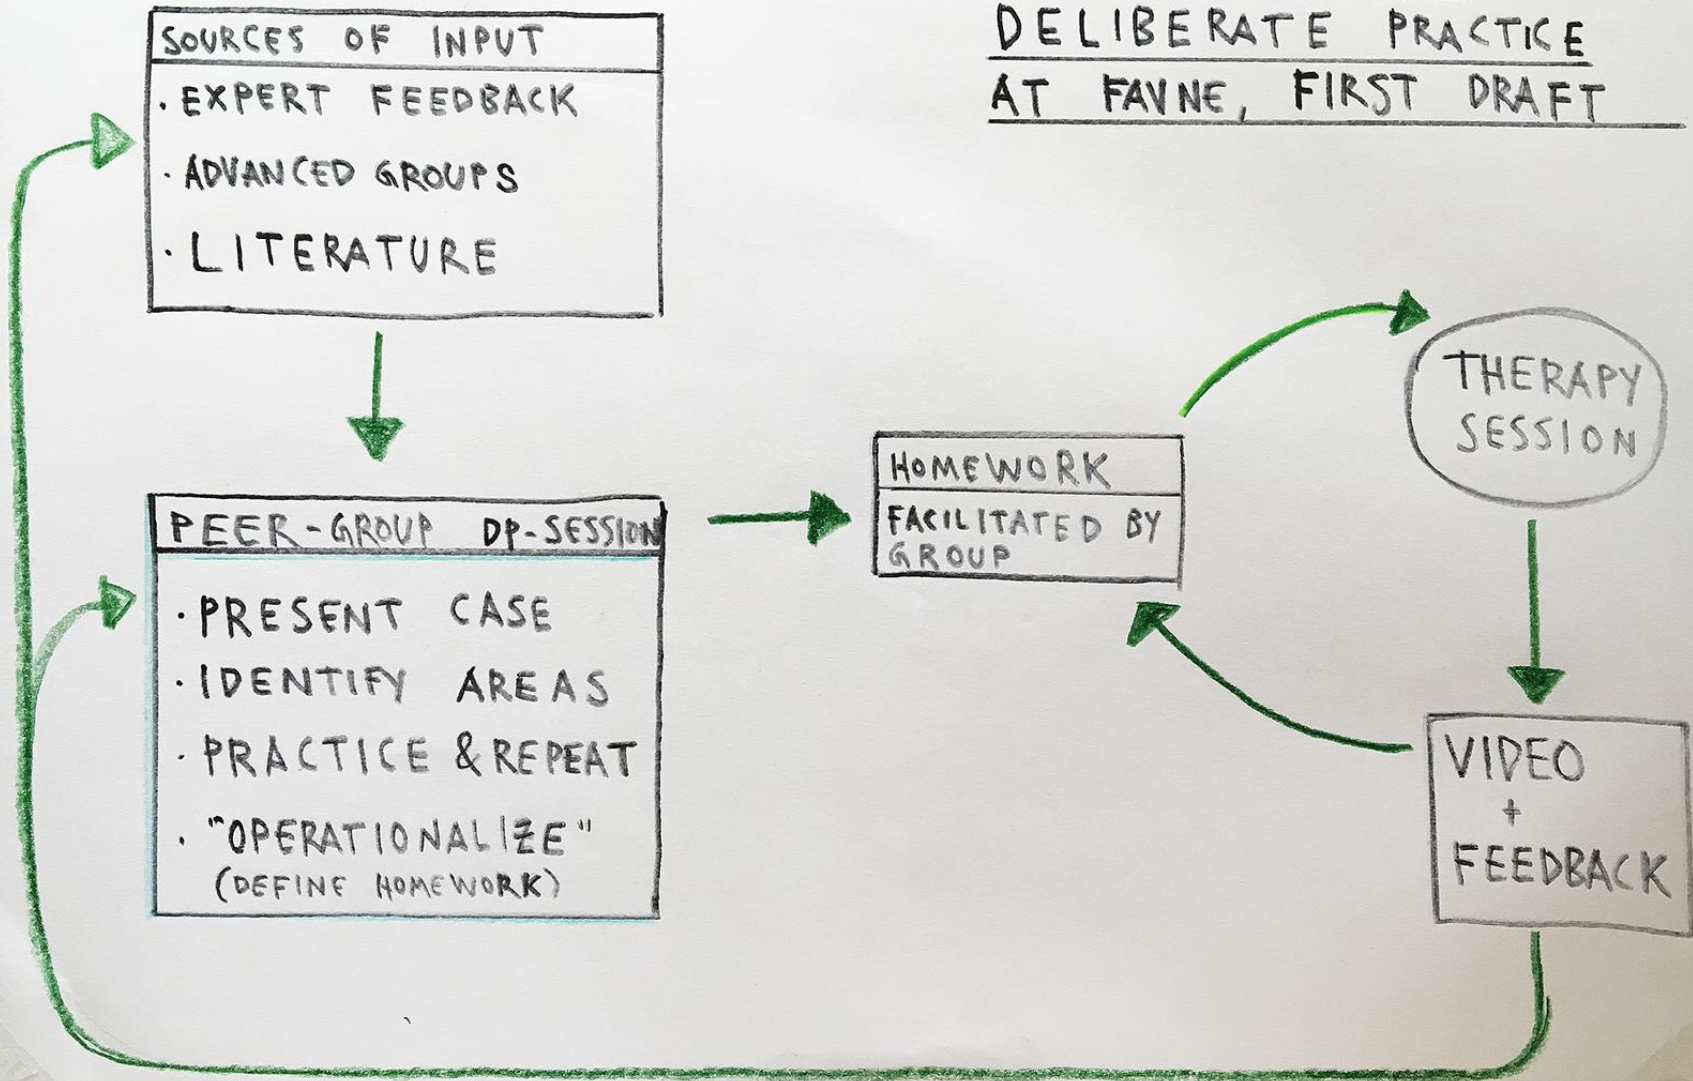 DELIBERATE PRACTICE
AT FAVNE, FIRST DRAFT
SOURCES OF INPUT
· EXPERT FEEDBACK
· ADVANCED GROUPS
· LITERATURE
PEER-GROUP DP-SESSION
· PRESENT CASE
· IDENTIFY AREAS
· PRACTICE & REPEAT
· "OPERATIONALIZE"
(DEFINE HOMEWORK)
HOMEWORK
FACILITATED BY
GROUP
THERAPY
SESSION
VIDEO
+
FEEDBACK